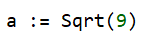 a := Sqrt(9)